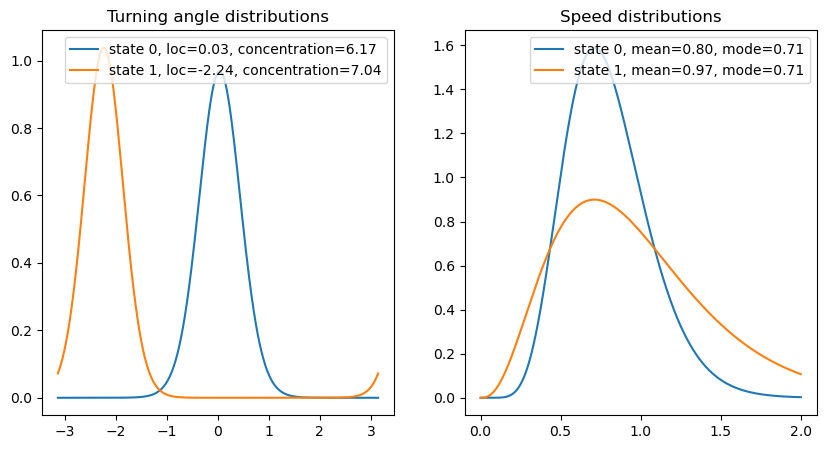 Turning angle distributions
state 0, loc=0.03, concentration=6.17
state 1, loc=-2.24, concentration=7.04
1.0
0.8
0.6
0.4
0.2
0.0
−3 −2 −1 0 1 2 3
Speed distributions
state 0, mean=0.80, mode=0.71
state 1, mean=0.97, mode=0.71
1.6
1.4
1.2
1.0
0.8
0.6
0.4
0.2
0.0
0.0 0.5 1.0 1.5 2.0